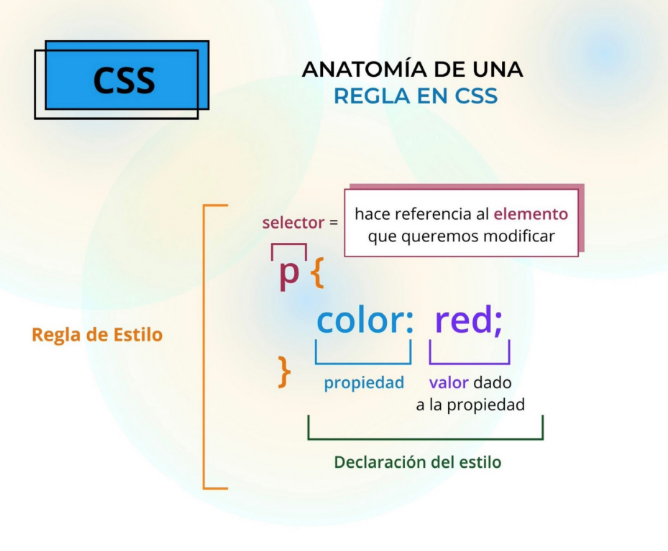 CSS
ANATOMÍA DE UNA
REGLA EN CSS
selector =
hace referencia al elemento
que queremos modificar
p {
Regla de Estilo
color: red;
}
propiedad
valor dado
a la propiedad
Declaración del estilo